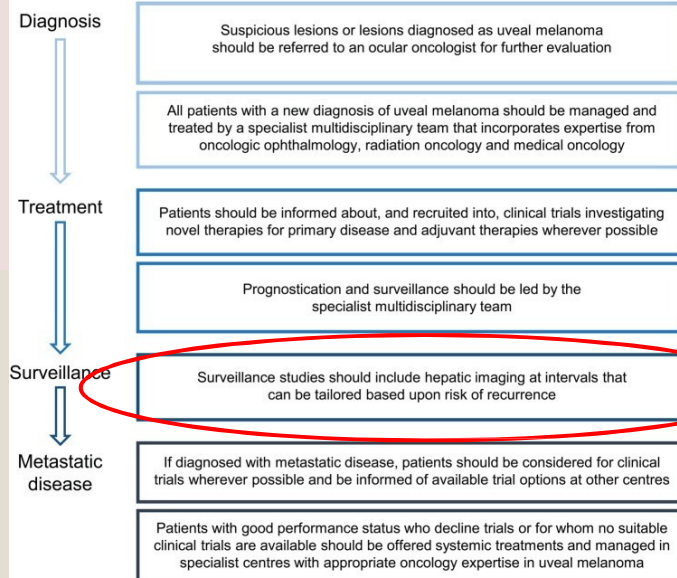 Diagnosis
Suspicious lesions or lesions diagnosed as uveal melanoma
should be referred to an ocular oncologist for further evaluation
All patients with a new diagnosis of uveal melanoma should be managed and
treated by a specialist multidisciplinary team that incorporates expertise from
oncologic ophthalmology, radiation oncology and medical oncology
Treatment
Patients should be informed about, and recruited into, clinical trials investigating
novel therapies for primary disease and adjuvant therapies wherever possible
Prognostication and surveillance should be led by the
specialist multidisciplinary team
Surveillance
Surveillance studies should include hepatic imaging at intervals that
can be tailored based upon risk of recurrence
Metastatic
disease
If diagnosed with metastatic disease, patients should be considered for clinical
trials wherever possible and be informed of available trial options at other centres
Patients with good performance status who decline trials or for whom no suitable
clinical trials are available should be offered systemic treatments and managed in
specialist centres with appropriate oncology expertise in uveal melanoma